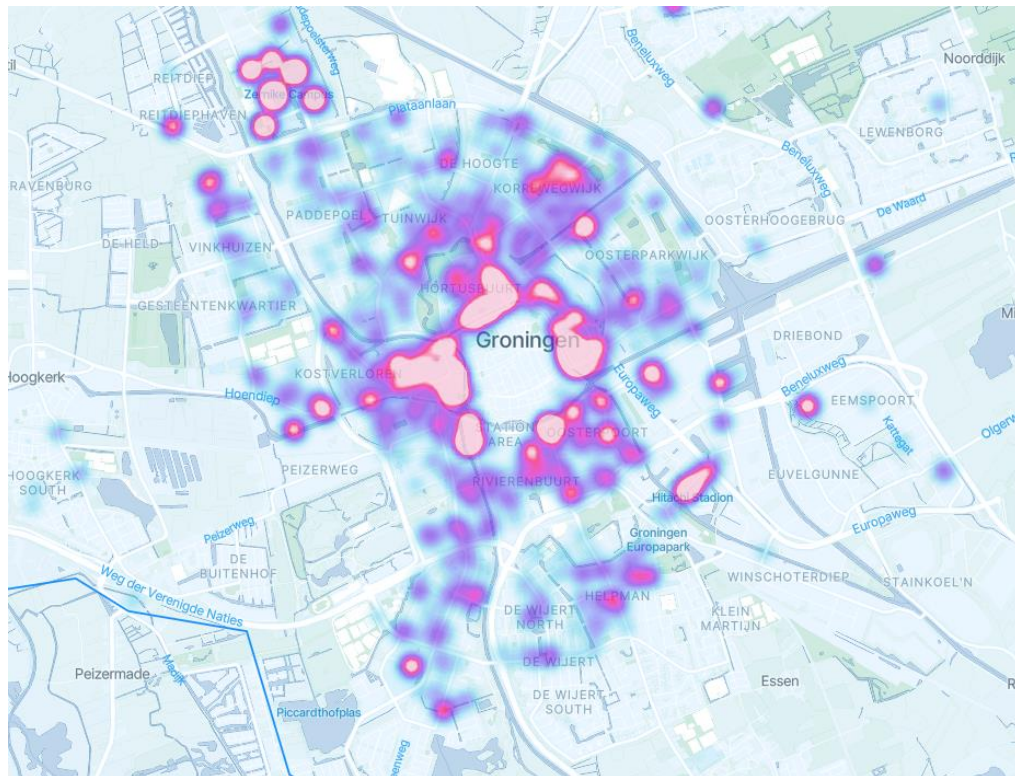 Noorddijk
REITDIEP
Zernike Campus
Beneluxweg
REITDIEPHAVEN
Plataanlaan
LEWENBORG
DE HOOGTE
Beneluxweg
KORREWEGWIJK
De Waard
PADDEPOEL
TUINWIJK
OOSTERHOOGEBRUG
DE HELD
VINKHUIZEN
OOSTERPARKWIJK
HORTUSBUURT
GESTEENTENKWARTIER
Groningen
DRIEBOND
KOSTVERLOREN
Europaweg
Beneluxweg
Hoendiep
EEMSPOORT
STATION
AREA
OOSTERPOORT
Kattegat
PEIZERWEG
HOOGKERK
SOUTH
RIVIERENBUURT
EUVELGUNNE
Hitachi Stadion
Peizerweg
Groningen
Europapark
Europaweg
DE
BUITENHOF
WINSCHOTERDIEP
STAINKOEL'N
Weg der Verenigde Naties
HELPMAN
DE WIJERT
NORTH
KLEIN
MARTIJN
Madijk
DE WIJERT
Peizermade
Essen
DE WIJERT
SOUTH
Piccardthofplas